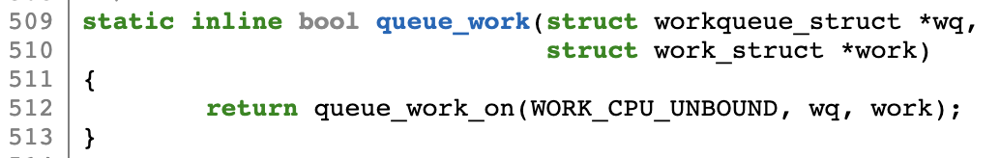 509 static inline bool queue_work(struct workqueue_struct *wq,
510                               struct work_struct *work)
511 {
512         return queue_work_on(WORK_CPU_UNBOUND, wq, work);
513 }